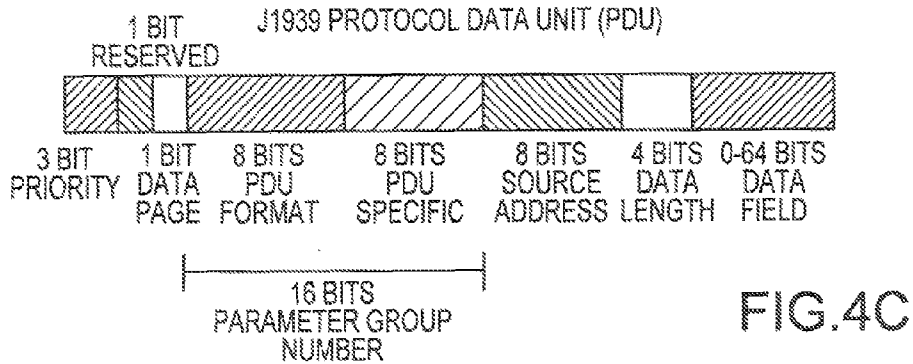 J1939 PROTOCOL DATA UNIT (PDU)
1 BIT
RESERVED
3 BIT
PRIORITY
1 BIT
DATA
PAGE
8 BITS
PDU
FORMAT
8 BITS
PDU
SPECIFIC
8 BITS
SOURCE
ADDRESS
4 BITS
DATA
LENGTH
0-64 BITS
DATA
FIELD
16 BITS
PARAMETER GROUP
NUMBER
FIG.4C